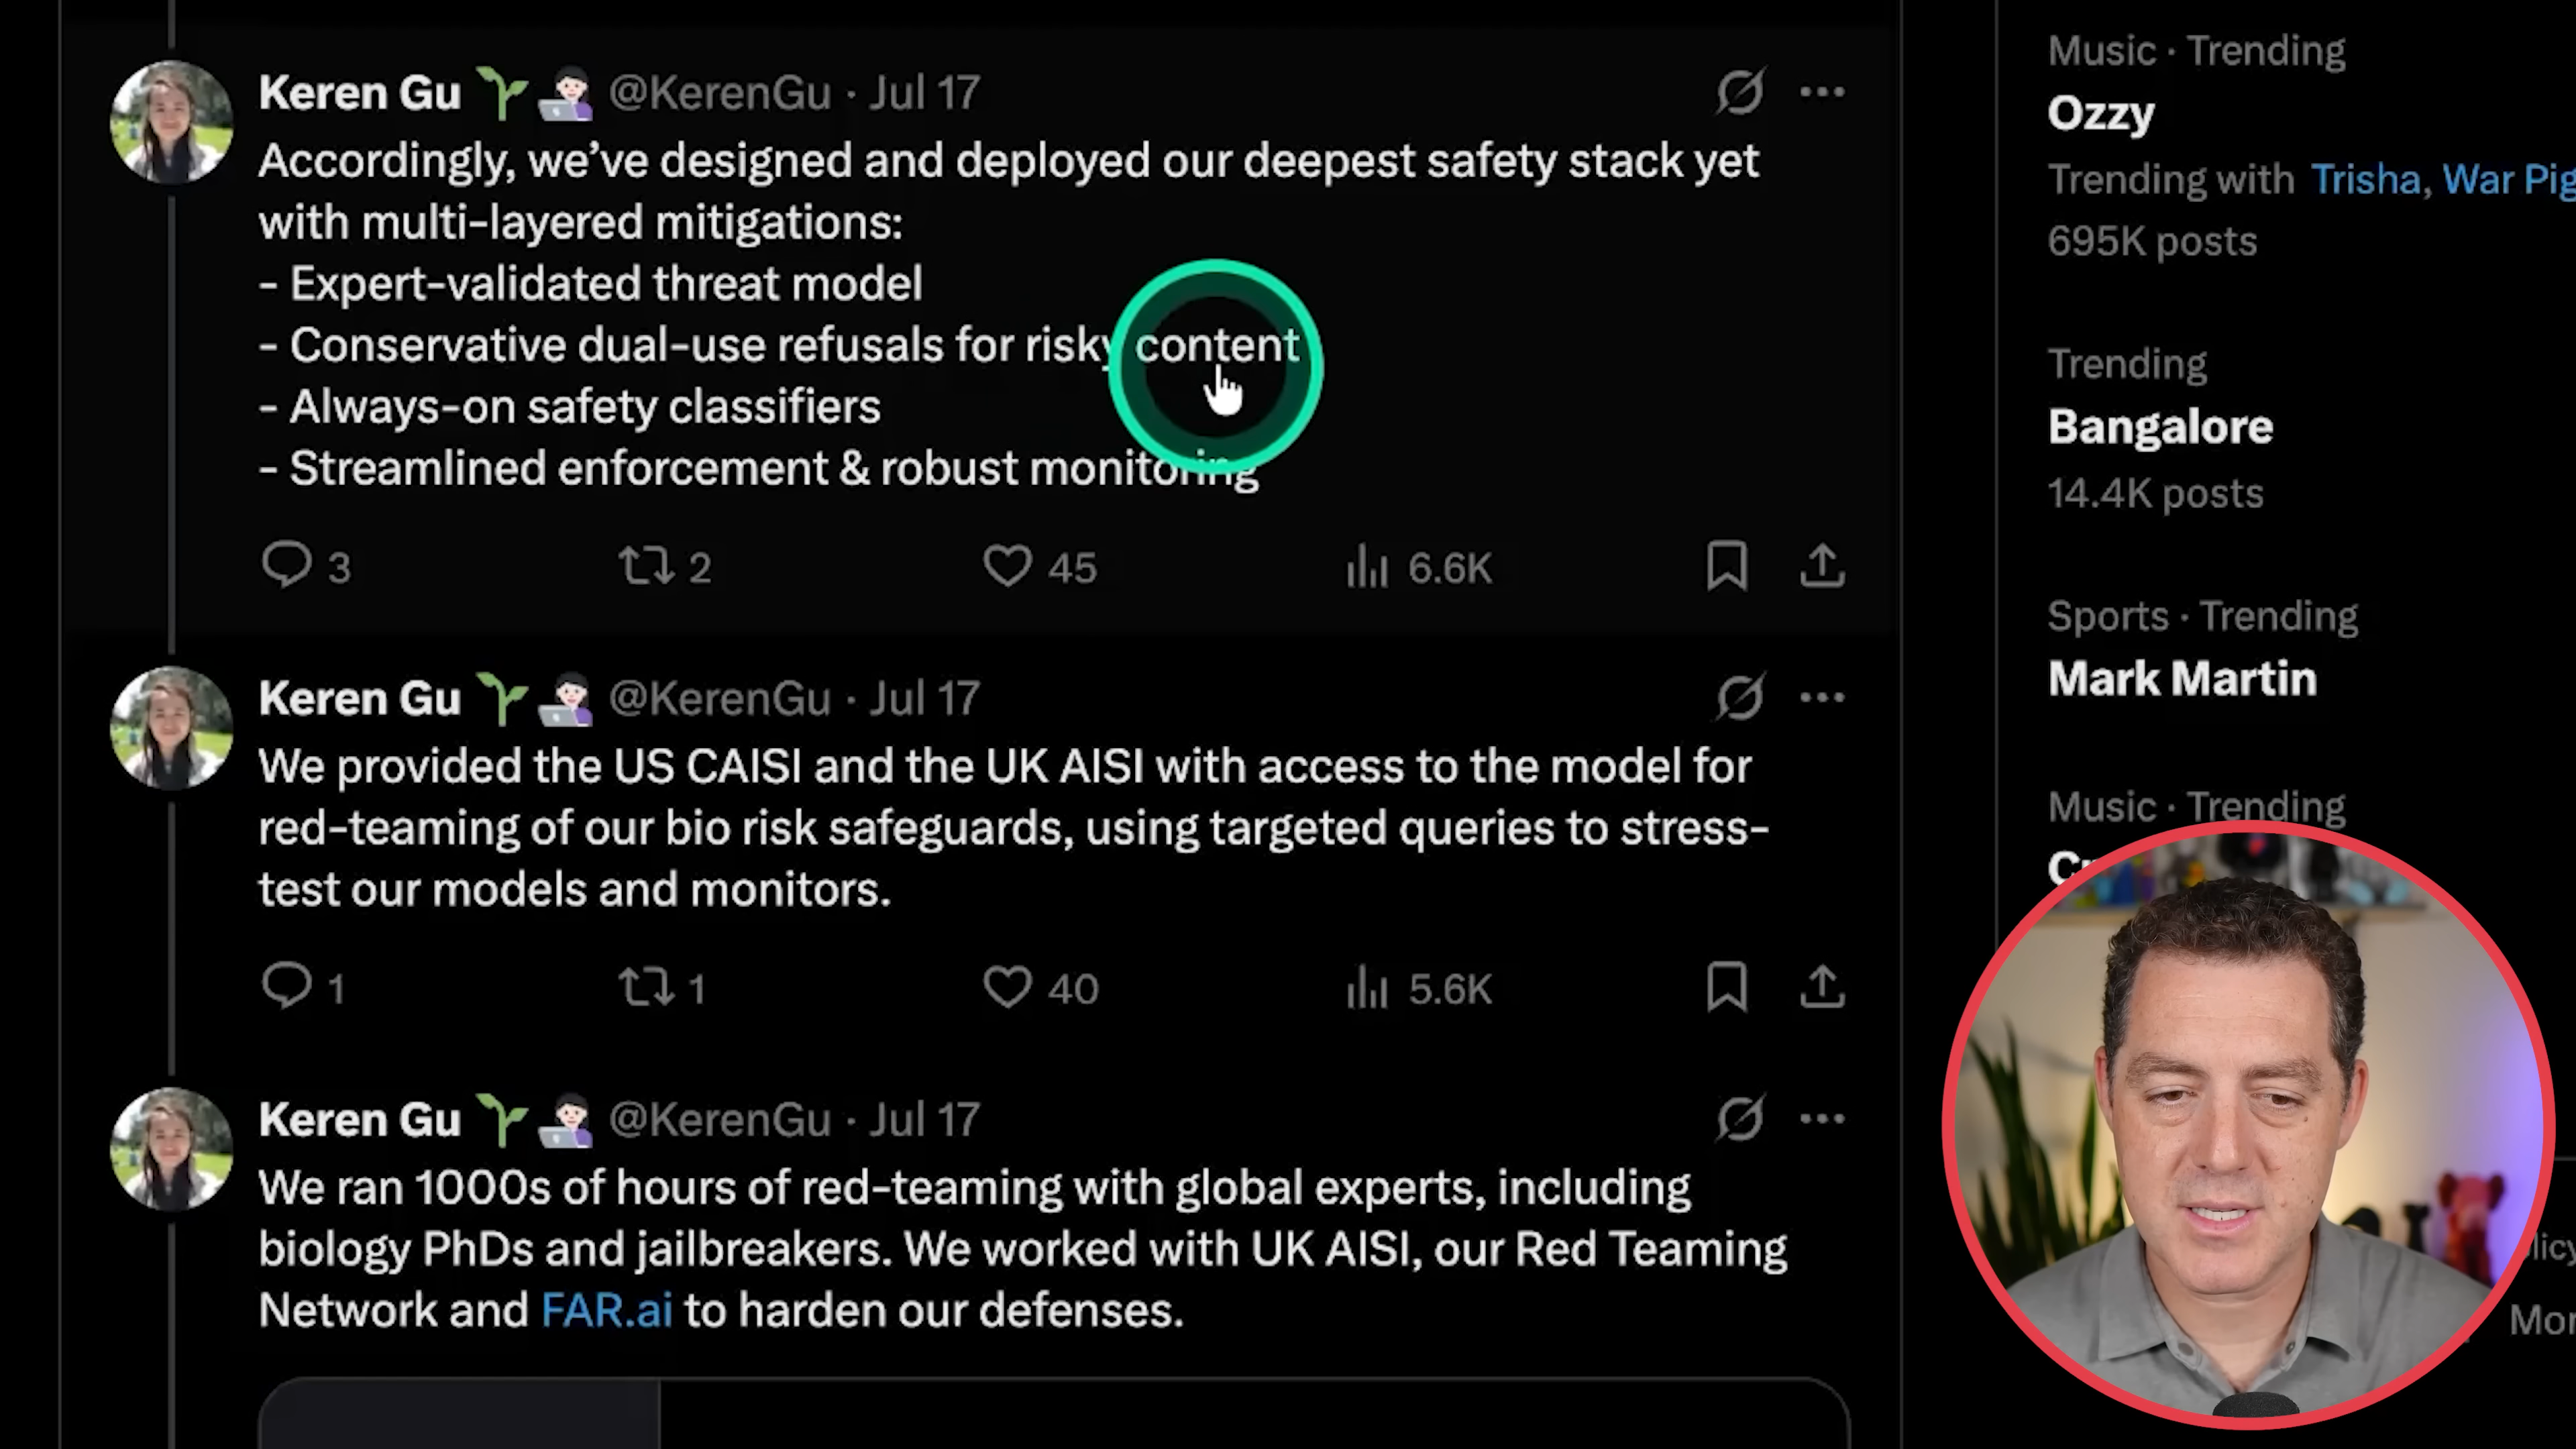 Keren Gu @KerenGu · Jul 17
Accordingly, we've designed and deployed our deepest safety stack yet
with multi-layered mitigations:
- Expert-validated threat model
- Conservative dual-use refusals for risky content
- Always-on safety classifiers
- Streamlined enforcement & robust monitoring
3 2 45 6.6K
Keren Gu @KerenGu · Jul 17
We provided the US CAISI and the UK AISI with access to the model for
red-teaming of our bio risk safeguards, using targeted queries to stress-
test our models and monitors.
1 1 40 5.6K
Keren Gu @KerenGu · Jul 17
We ran 1000s of hours of red-teaming with global experts, including
biology PhDs and jailbreakers. We worked with UK AISI, our Red Teaming
Network and FAR.ai to harden our defenses.
Music · Trending
Ozzy
Trending with Trisha, War Pig
695K posts
Trending
Bangalore
14.4K posts
Sports · Trending
Mark Martin
Music · Trending